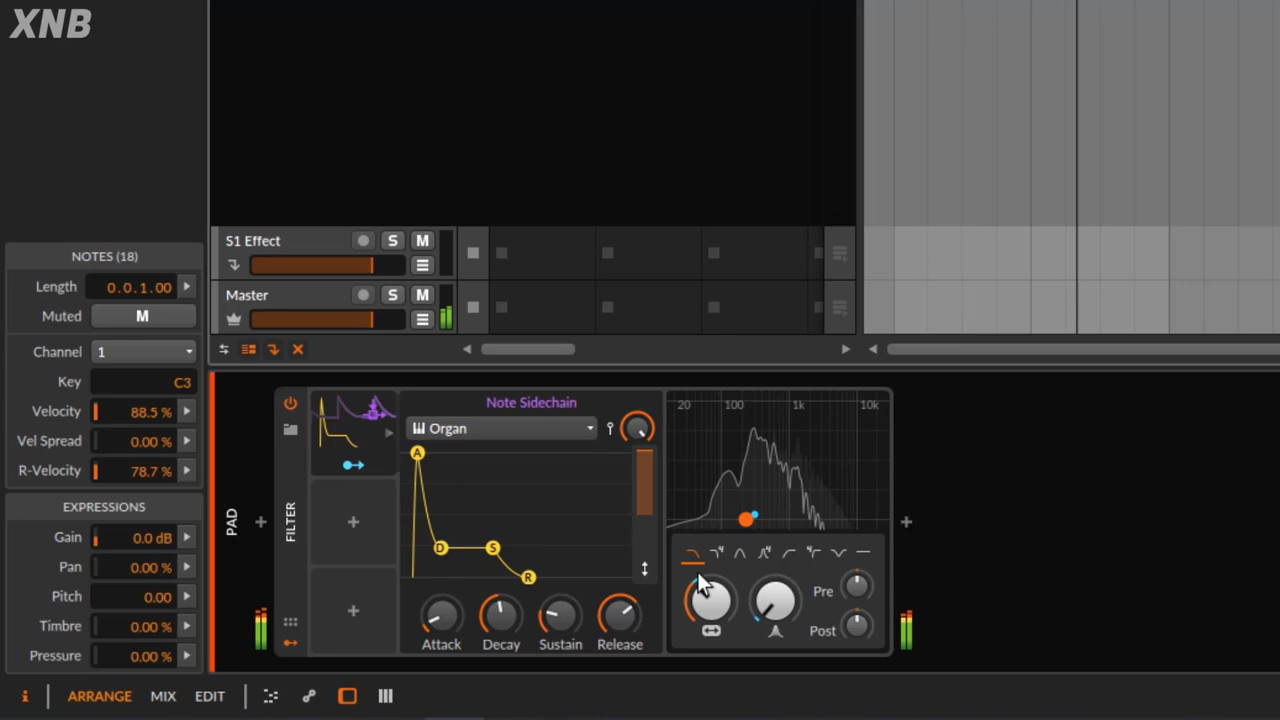 XNB
S1 Effect
S
M
Master
S
M
NOTES (18)
Length 0.0.1.00
Muted M
Channel 1
Key C3
Velocity 88.5 %
Vel Spread 0.00 %
R-Velocity 78.7 %
EXPRESSIONS
Gain 0.0 dB
Pan 0.00 %
Pitch 0.00
Timbre 0.00 %
Pressure 0.00 %
PAD
FILTER
Note Sidechain
Organ
A
D
S
R
Attack Decay Sustain Release
20 100 1k 10k
Pre
Post
i ARRANGE MIX EDIT